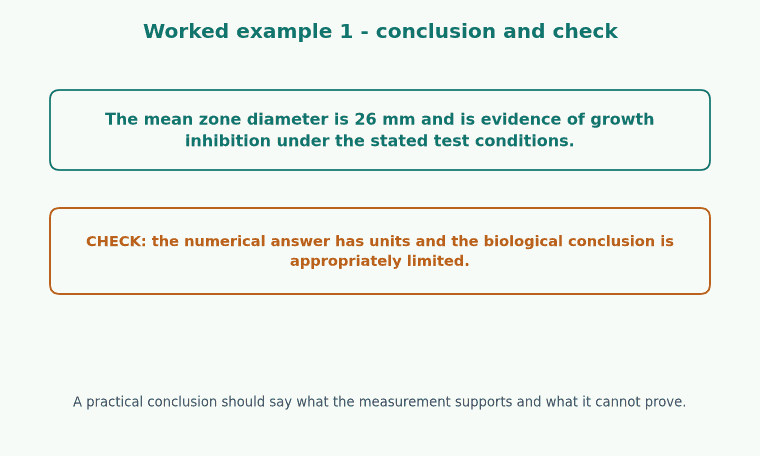 Worked example 1 - conclusion and check
The mean zone diameter is 26 mm and is evidence of growth
inhibition under the stated test conditions.
CHECK: the numerical answer has units and the biological conclusion is
appropriately limited.
A practical conclusion should say what the measurement supports and what it cannot prove.